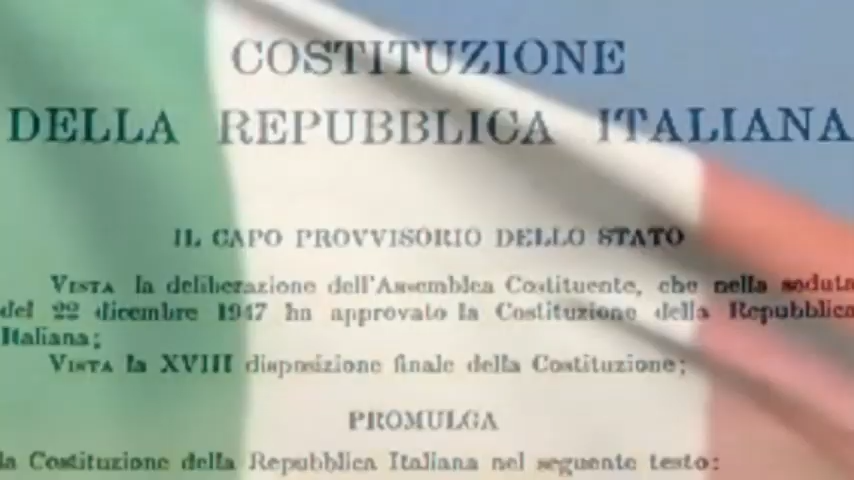 COSTITUZIONE
DELLA REPUBBLICA ITALIANA
IL CAPO PROVVISORIO DELLO STATO
VISTA la deliberazione dell'Assemblea Costituente, che nella seduta
del 22 dicembre 1947 ha approvato la Costituzione della Repubblica
Italiana;
VISTA la XVIII disposizione finale della Costituzione;
PROMULGA
la Costituzione della Repubblica Italiana nel seguente testo: